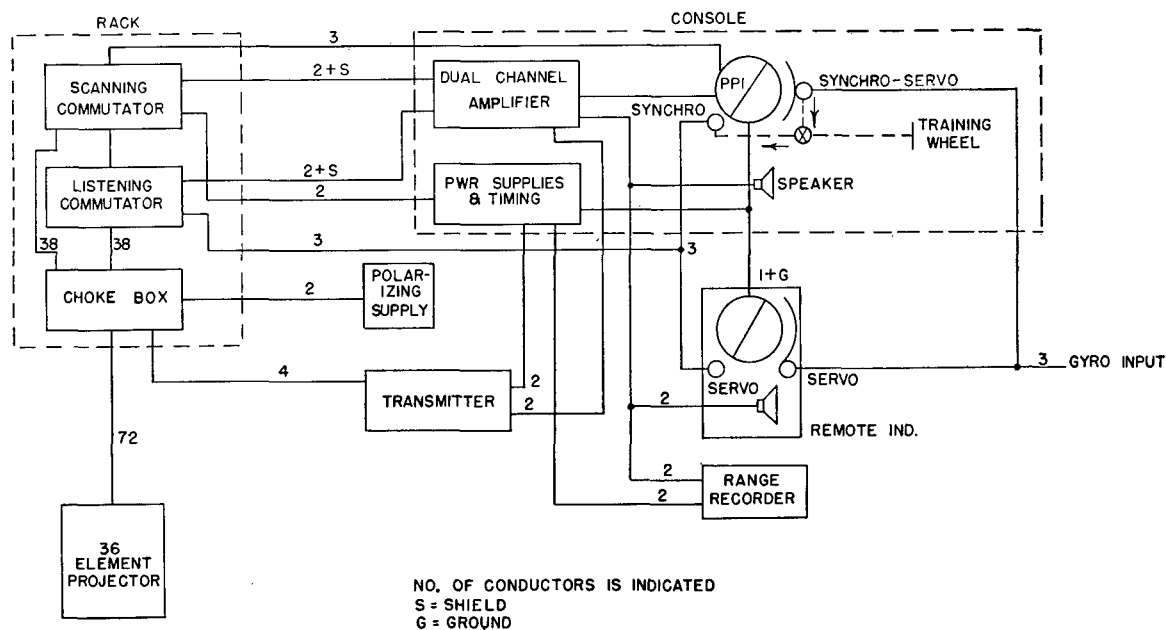 RACK
CONSOLE
3
SCANNING
COMMUTATOR
2+S
DUAL CHANNEL
AMPLIFIER
PPI
SYNCHRO-SERVO
SYNCHRO
TRAINING
WHEEL
LISTENING
COMMUTATOR
2+S
2
PWR SUPPLIES
& TIMING
SPEAKER
38
38
3
3
CHOKE BOX
2
POLAR-
IZING
SUPPLY
1+G
3
GYRO INPUT
SERVO
SERVO
4
TRANSMITTER
2
2
2
REMOTE IND.
72
2
2
RANGE
RECORDER
36
ELEMENT
PROJECTOR
NO. OF CONDUCTORS IS INDICATED
S = SHIELD
G = GROUND